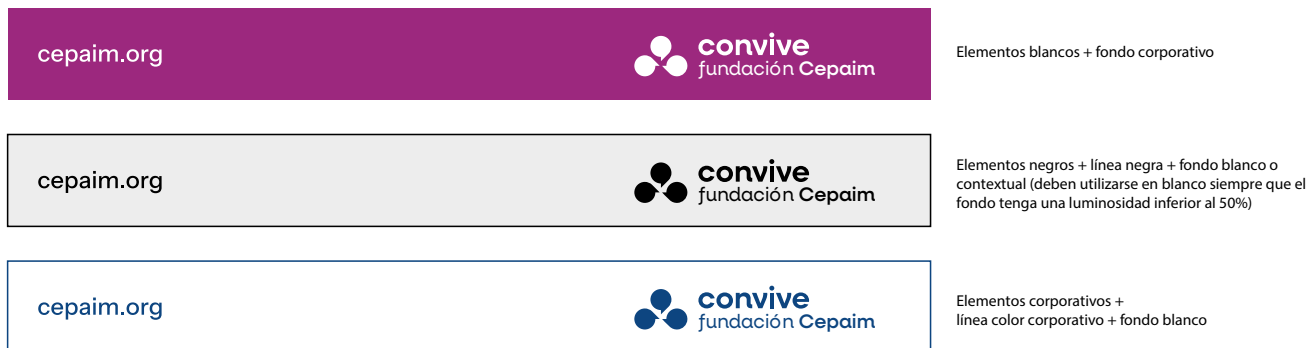 cepaim.org
convive
fundación Cepaim
Elementos blancos + fondo corporativo
cepaim.org
convive
fundación Cepaim
Elementos negros + línea negra + fondo blanco o
contextual (deben utilizarse en blanco siempre que el
fondo tenga una luminosidad inferior al 50%)
cepaim.org
convive
fundación Cepaim
Elementos corporativos +
línea color corporativo + fondo blanco